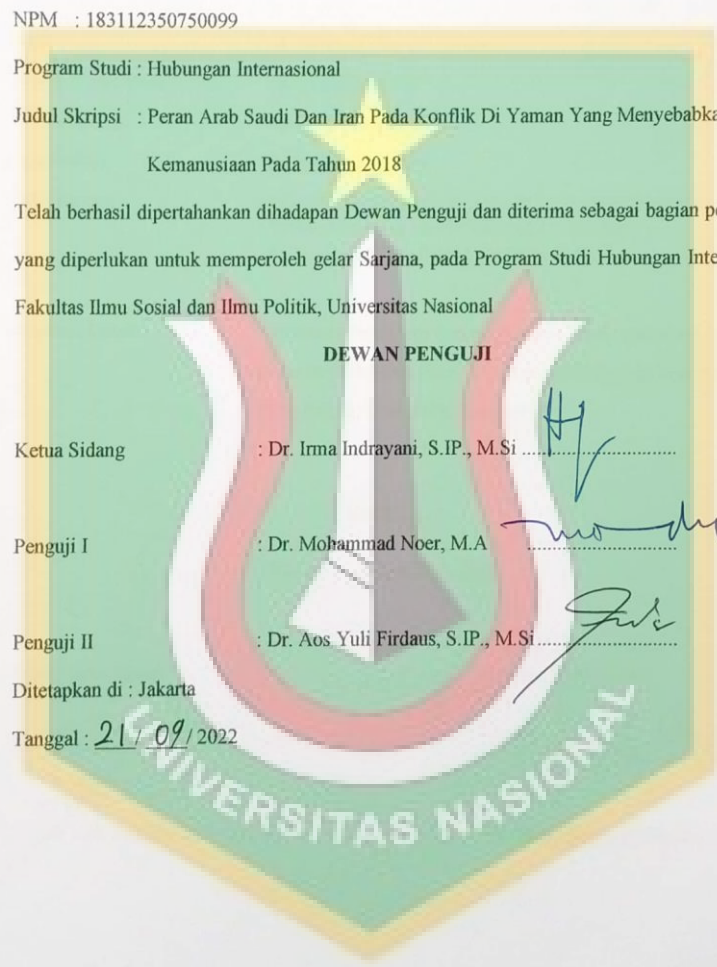 NPM : 183112350750099
Program Studi : Hubungan Internasional
Judul Skripsi : Peran Arab Saudi Dan Iran Pada Konflik Di Yaman Yang Menyebabka
Kemanusiaan Pada Tahun 2018
Telah berhasil dipertahankan dihadapan Dewan Penguji dan diterima sebagai bagian pe
yang diperlukan untuk memperoleh gelar Sarjana, pada Program Studi Hubungan Inte
Fakultas Ilmu Sosial dan Ilmu Politik, Universitas Nasional
DEWAN PENGUJI
Ketua Sidang : Dr. Irma Indrayani, S.IP., M.Si ..............................
Penguji I : Dr. Mohammad Noer, M.A ..............................
Penguji II : Dr. Aos Yuli Firdaus, S.IP., M.Si ..............................
Ditetapkan di : Jakarta
Tanggal : 21 / 09 / 2022
UNIVERSITAS NASIONAL